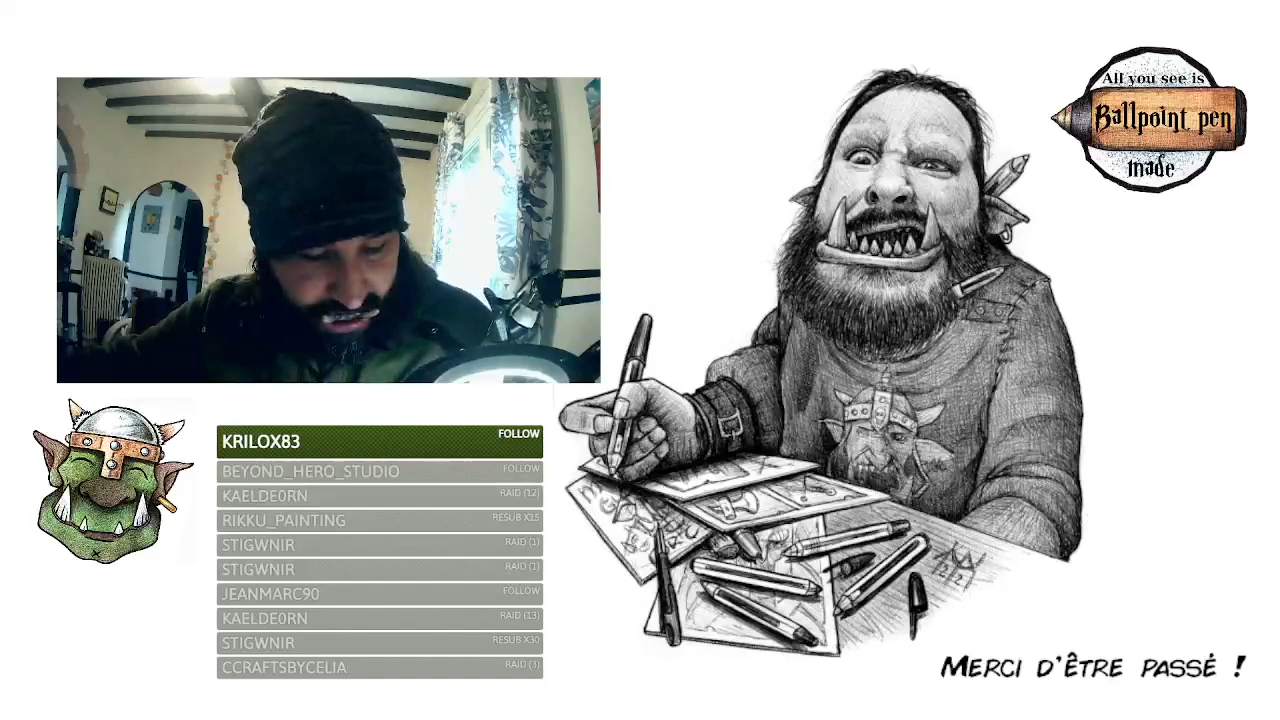 All you see is
Ballpoint pen
made
KRILOX83 FOLLOW
BEYOND_HERO_STUDIO FOLLOW
KAELDE0RN RAID (12)
RIKKU_PAINTING RESUB X15
STIGWNIR RAID (1)
STIGWNIR RAID (1)
JEANMARC90 FOLLOW
KAELDE0RN RAID (13)
STIGWNIR RESUB X30
CCRAFTSBYCELIA RAID (3)
MERCI D'ÊTRE PASSÉ !